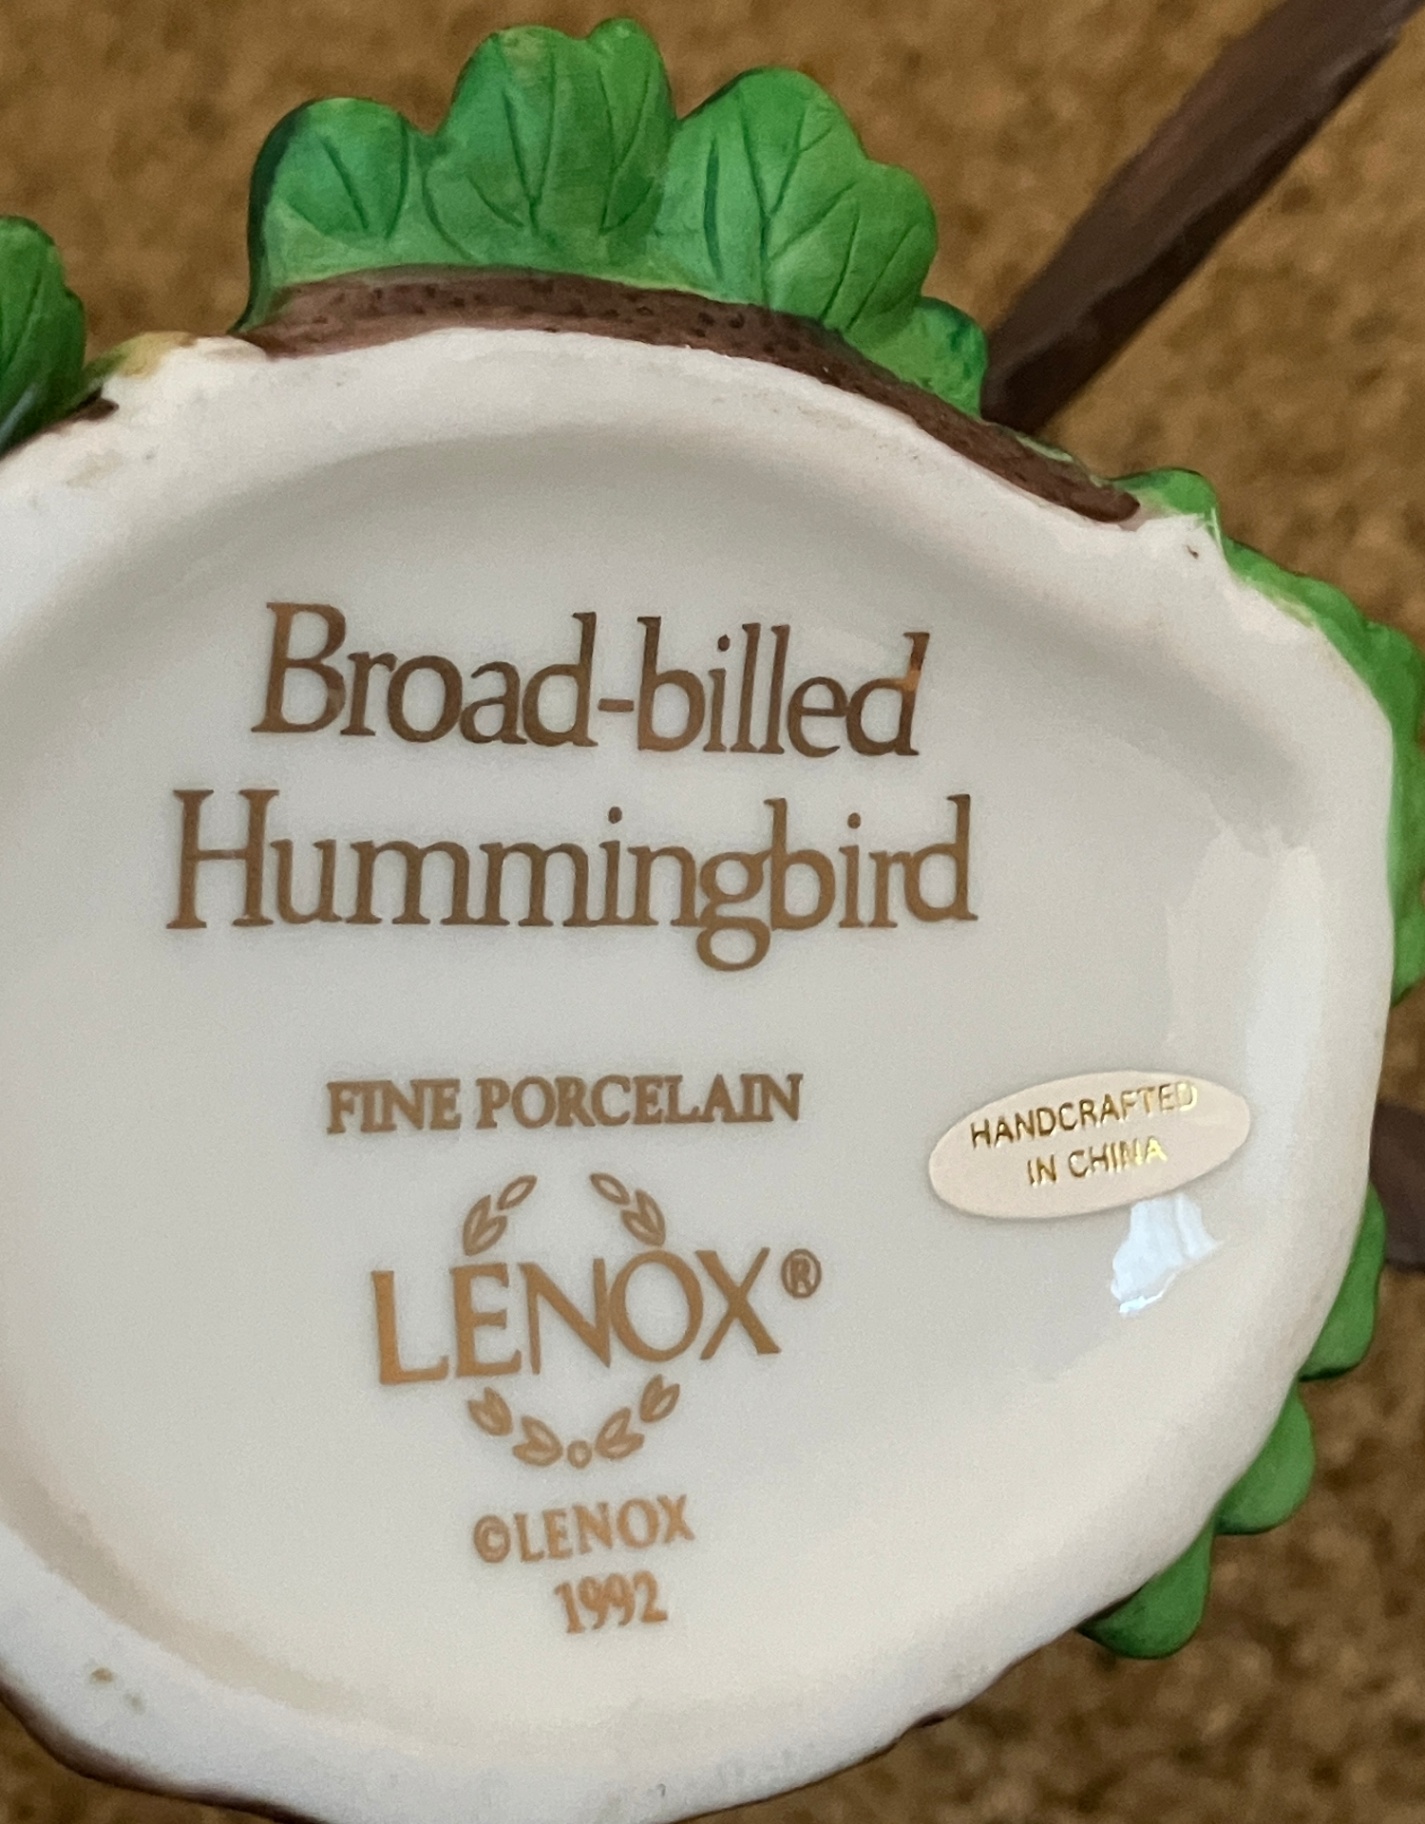 Broad-billed
Hummingbird
FINE PORCELAIN
HANDCRAFTED
IN CHINA
LENOX®
©LENOX
1992